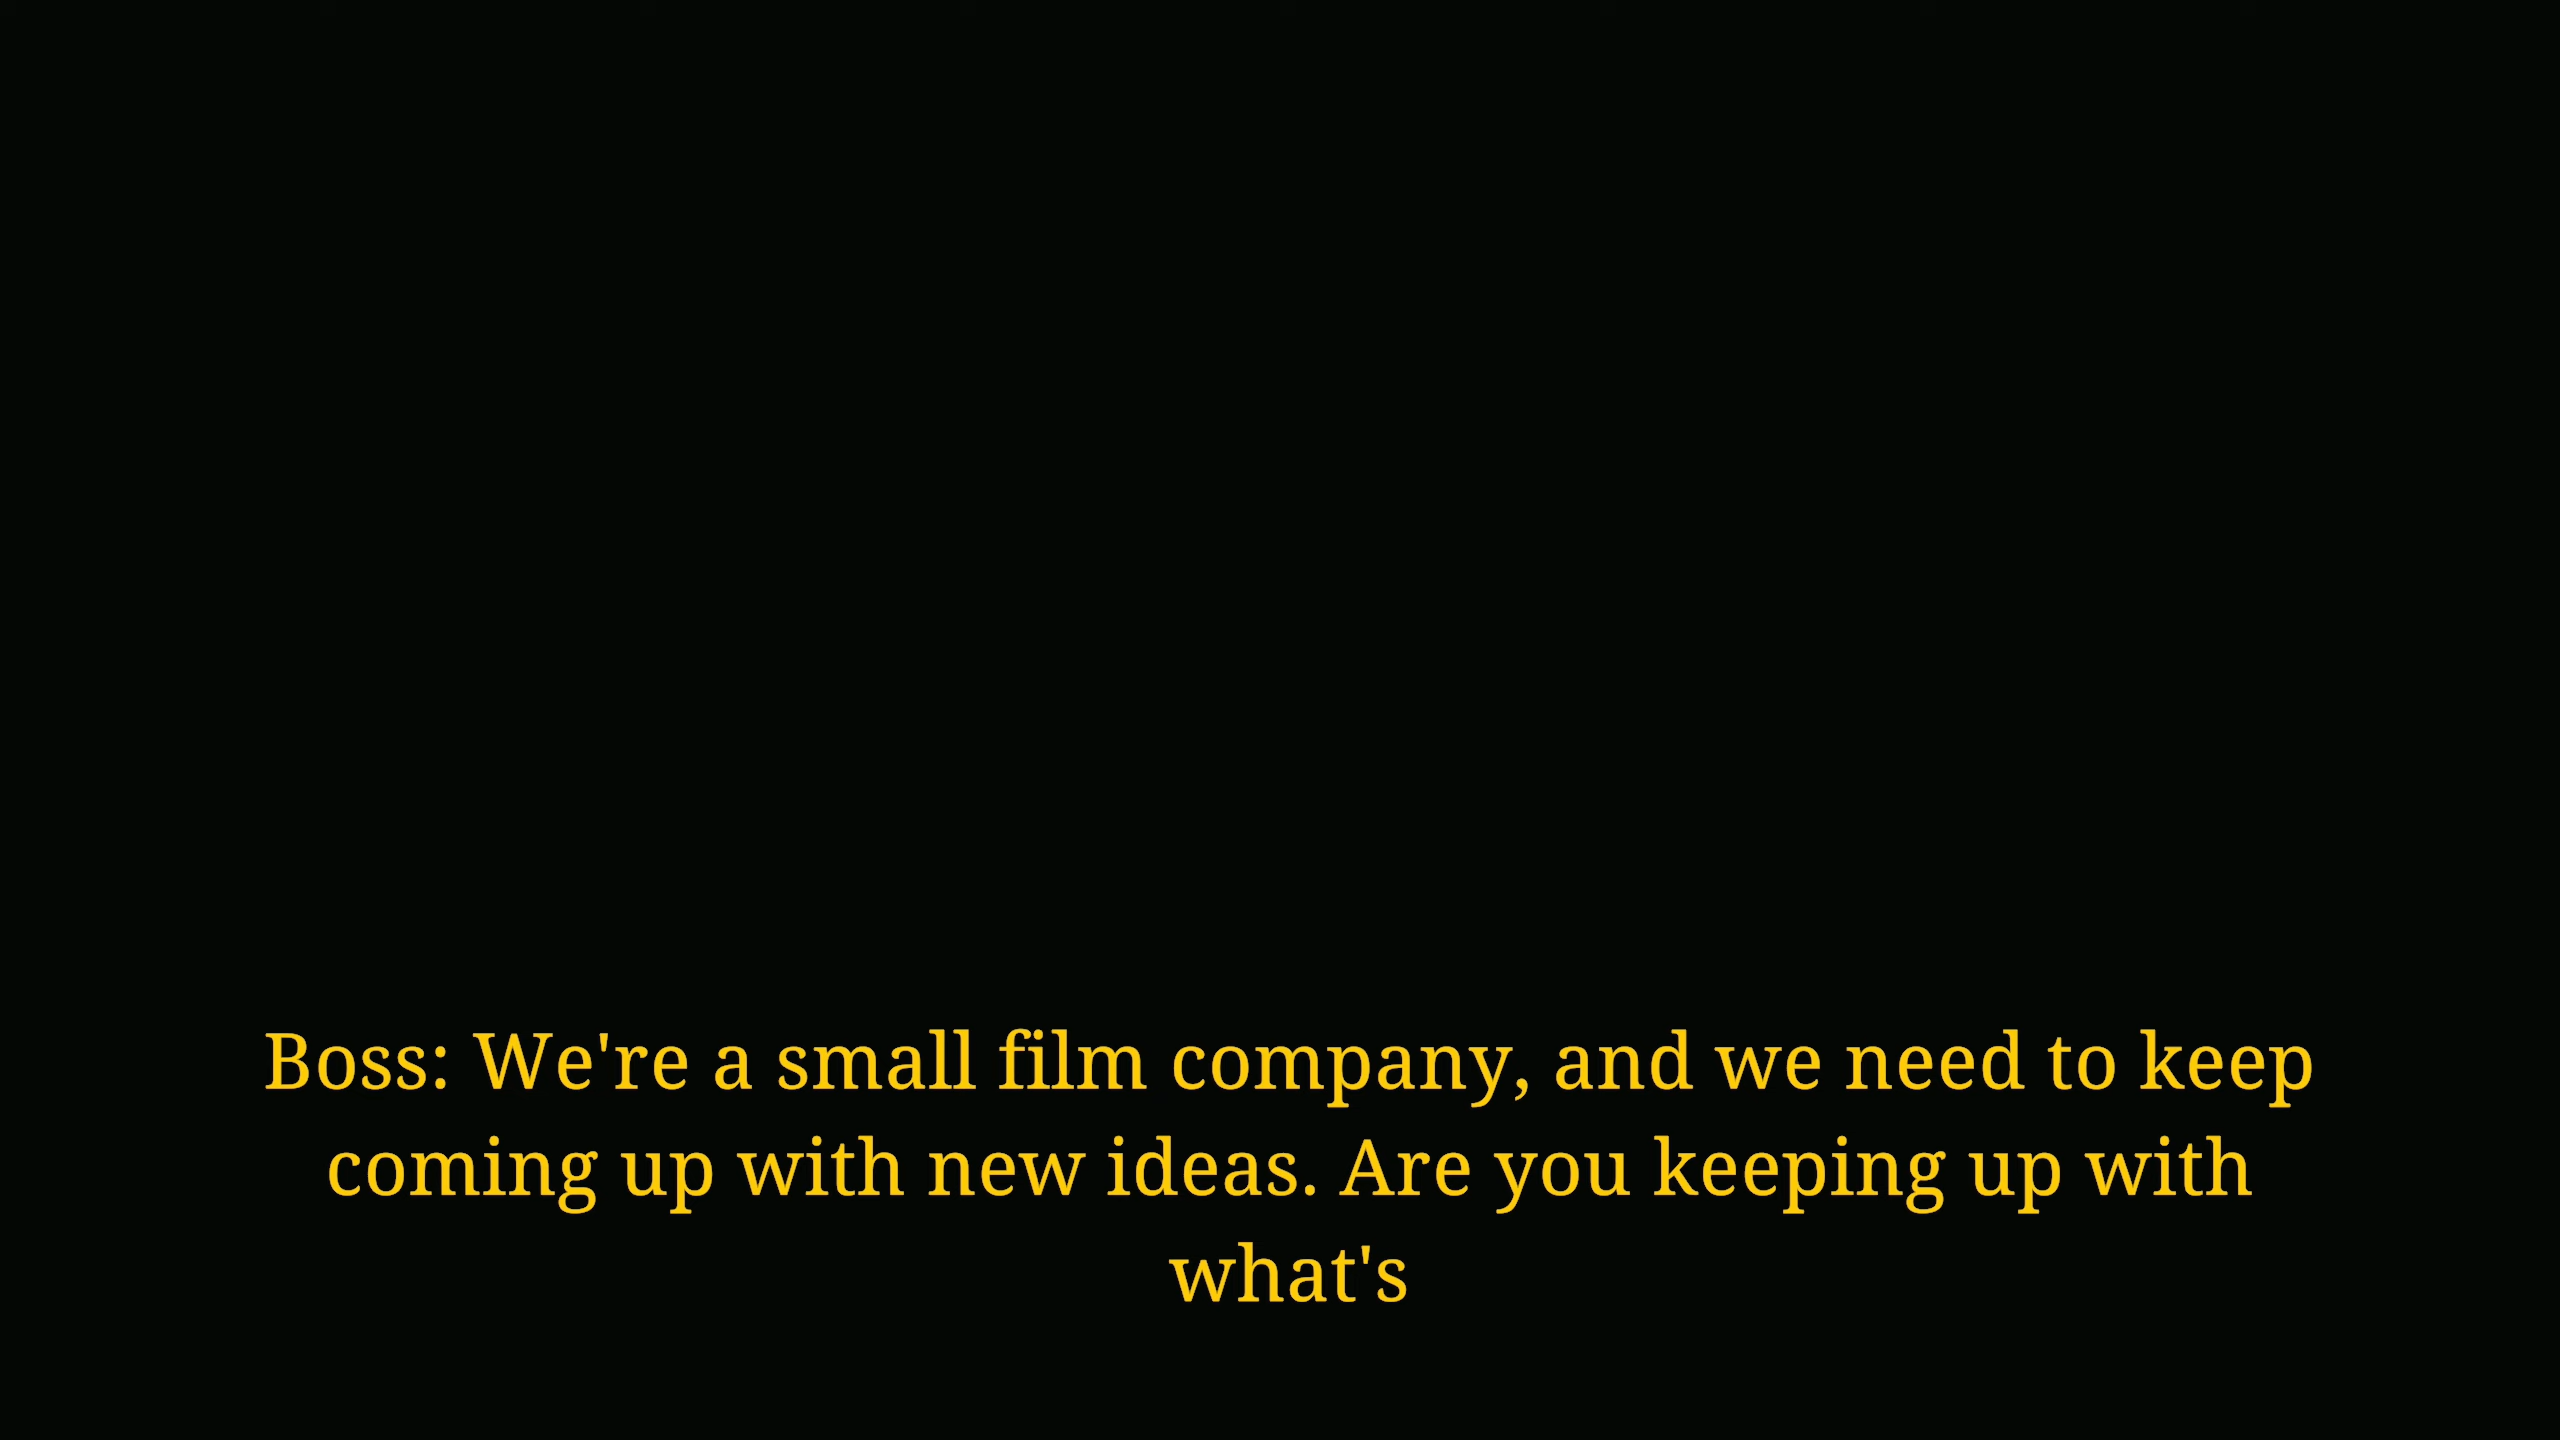 Boss: We're a small film company, and we need to keep
coming up with new ideas. Are you keeping up with
what's